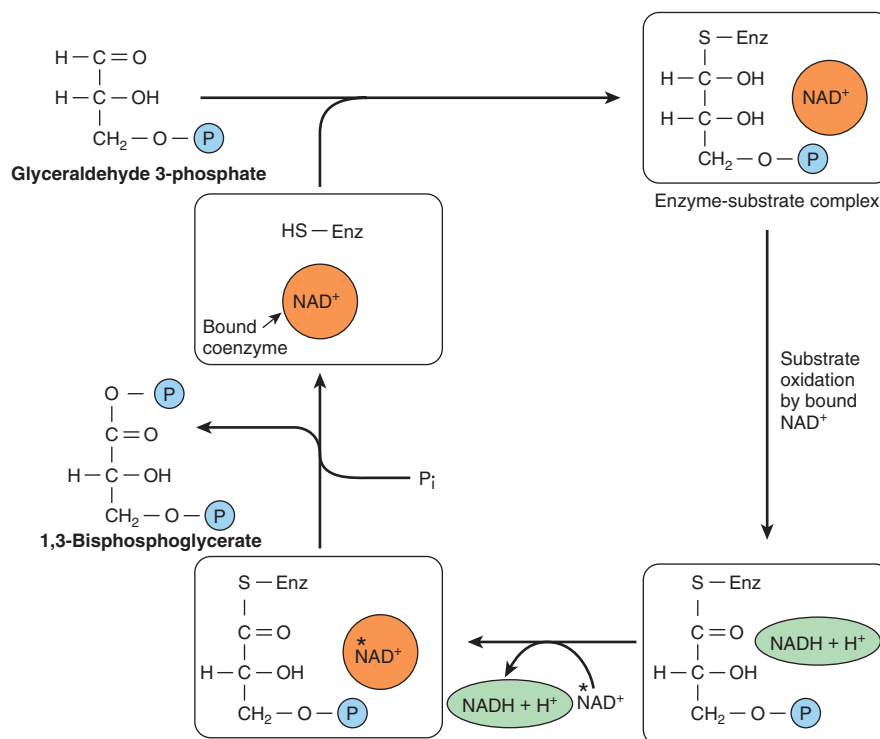 H—C=O
H—C—OH
CH₂—O—P
Glyceraldehyde 3-phosphate
S—Enz
H—C—OH
H—C—OH
CH₂—O—P
NAD⁺
Enzyme-substrate complex
HS—Enz
NAD⁺
Bound
coenzyme
Substrate
oxidation
by bound
NAD⁺
O—P
C=O
H—C—OH
CH₂—O—P
1,3-Bisphosphoglycerate
Pᵢ
S—Enz
C=O
H—C—OH
CH₂—O—P
*
NAD⁺
NADH + H⁺
*
NAD⁺
S—Enz
C=O
H—C—OH
CH₂—O—P
NADH + H⁺